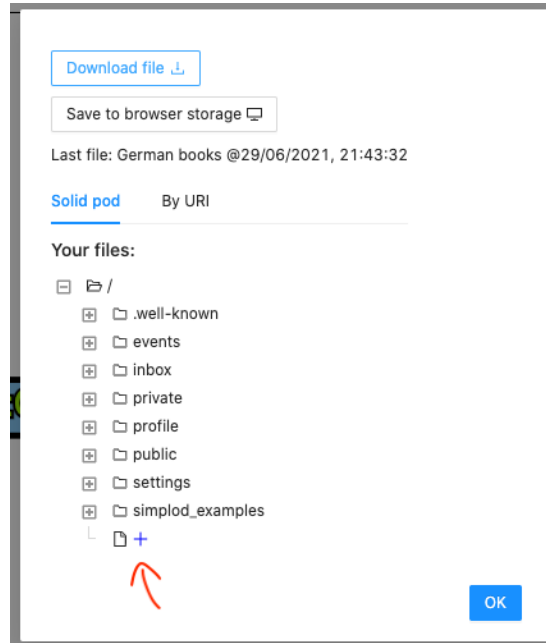 Download file
Save to browser storage
Last file: German books @29/06/2021, 21:43:32
Solid pod By URI
Your files:
/
.well-known
events
inbox
private
profile
public
settings
simplod_examples
+
OK